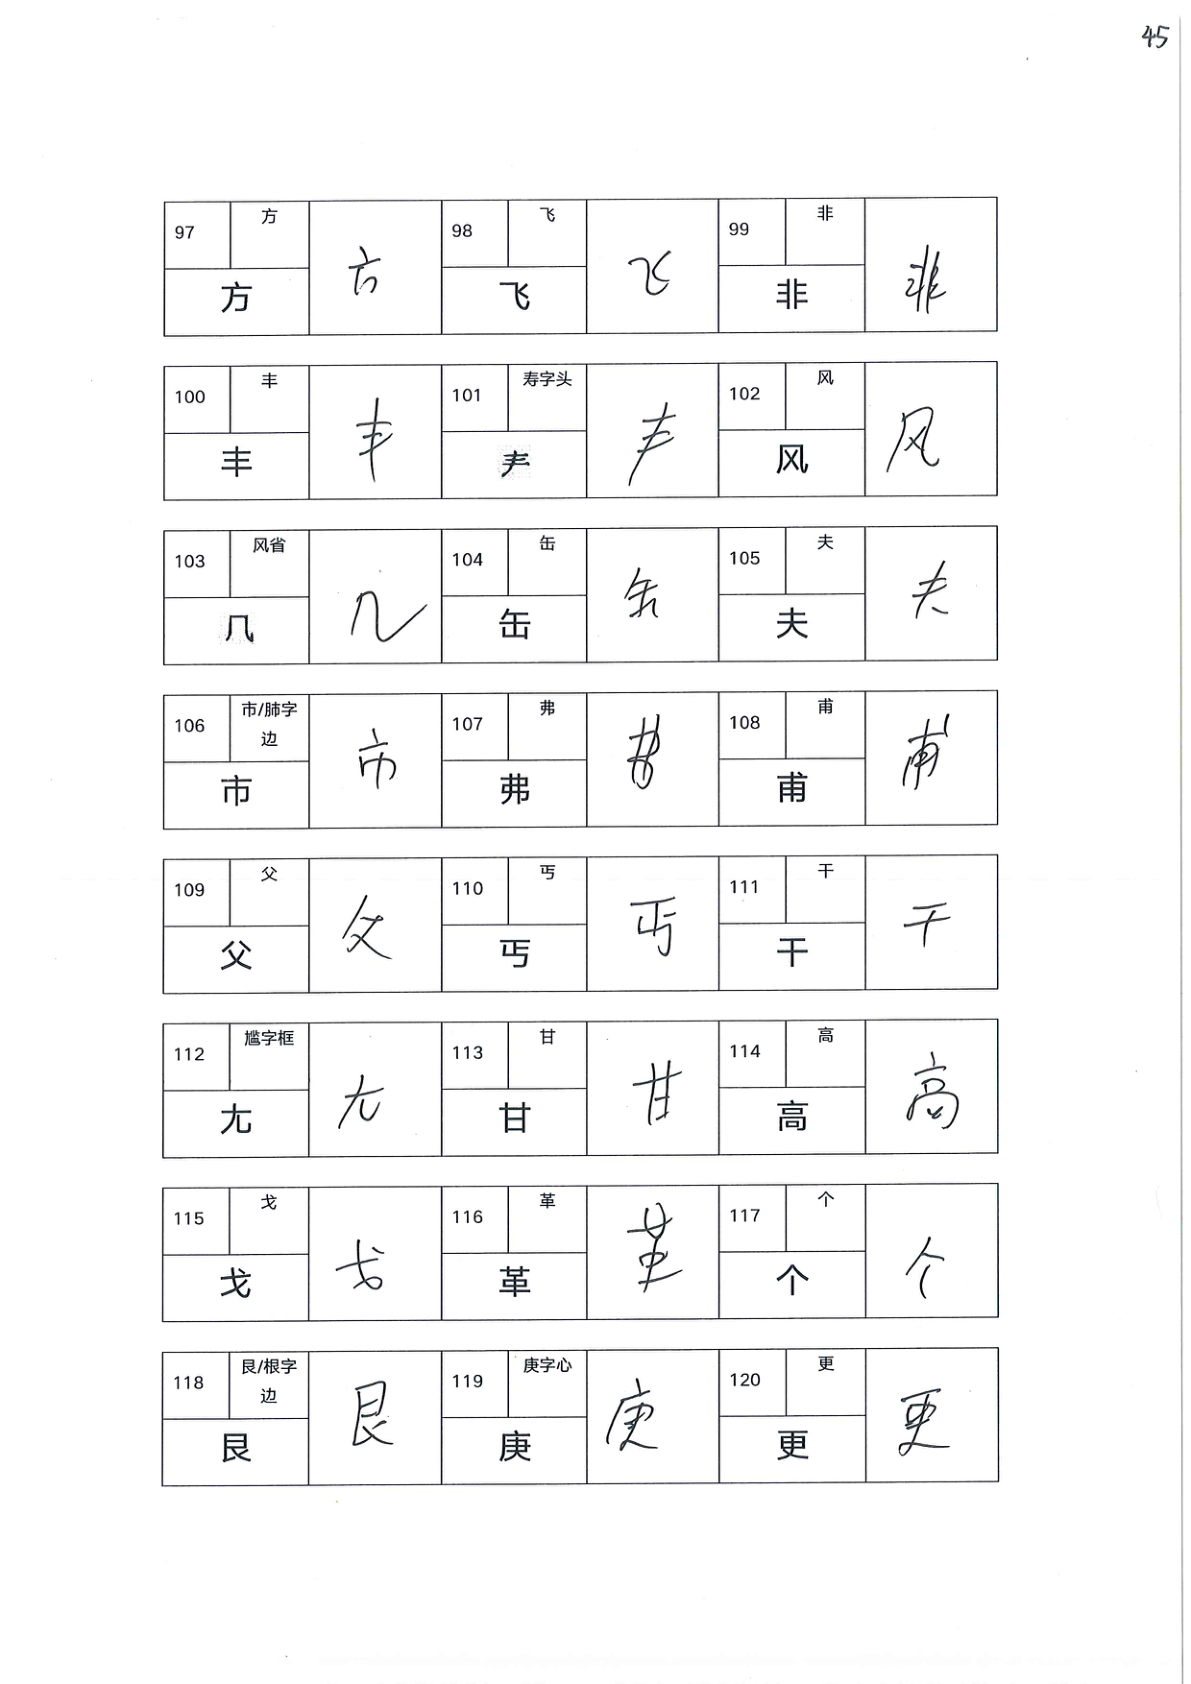 45
97 方 方 方 98 飞 飞 飞 99 非 非 非
100 丰 丰 丰 101 寿字头 𡗗 102 风 风 风
103 风省 几 几 104 缶 缶 缶 105 夫 夫 夫
106 市/肺字边 市 市 107 弗 弗 弗 108 甫 甫 甫
109 父 父 父 110 丐 丐 丐 111 干 干 干
112 尴字框 尢 尢 113 甘 甘 甘 114 高 高 高
115 戈 戈 戈 116 革 革 革 117 个 个 个
118 艮/根字边 艮 艮 119 庚字心 庚 庚 120 更 更 更